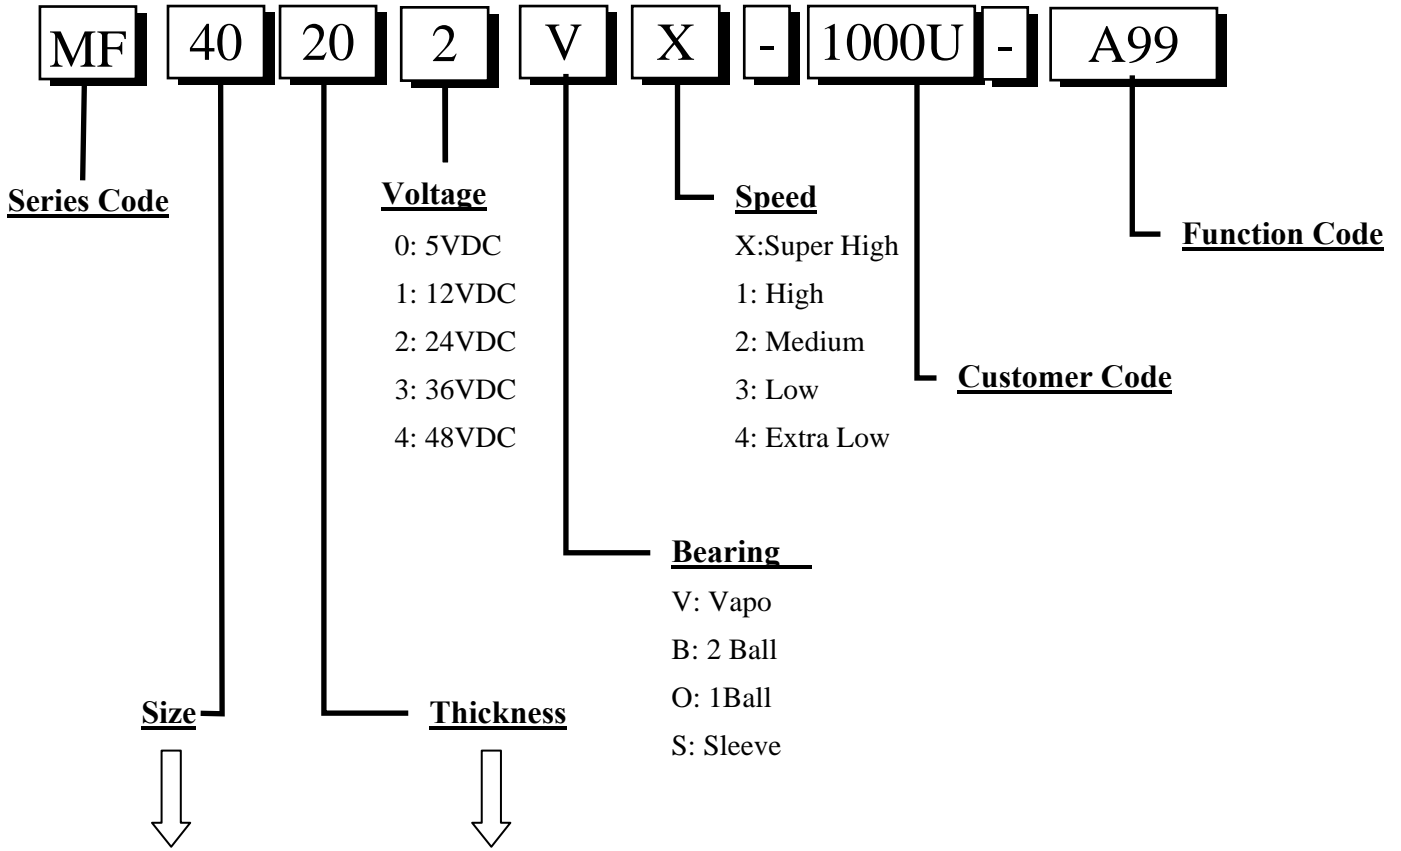 MF 40 20 2 V X - 1000U - A99
Series Code
Voltage
0: 5VDC
1: 12VDC
2: 24VDC
3: 36VDC
4: 48VDC
Speed
X:Super High
1: High
2: Medium
3: Low
4: Extra Low
Function Code
Customer Code
Bearing
V: Vapo
B: 2 Ball
O: 1Ball
S: Sleeve
Size
Thickness